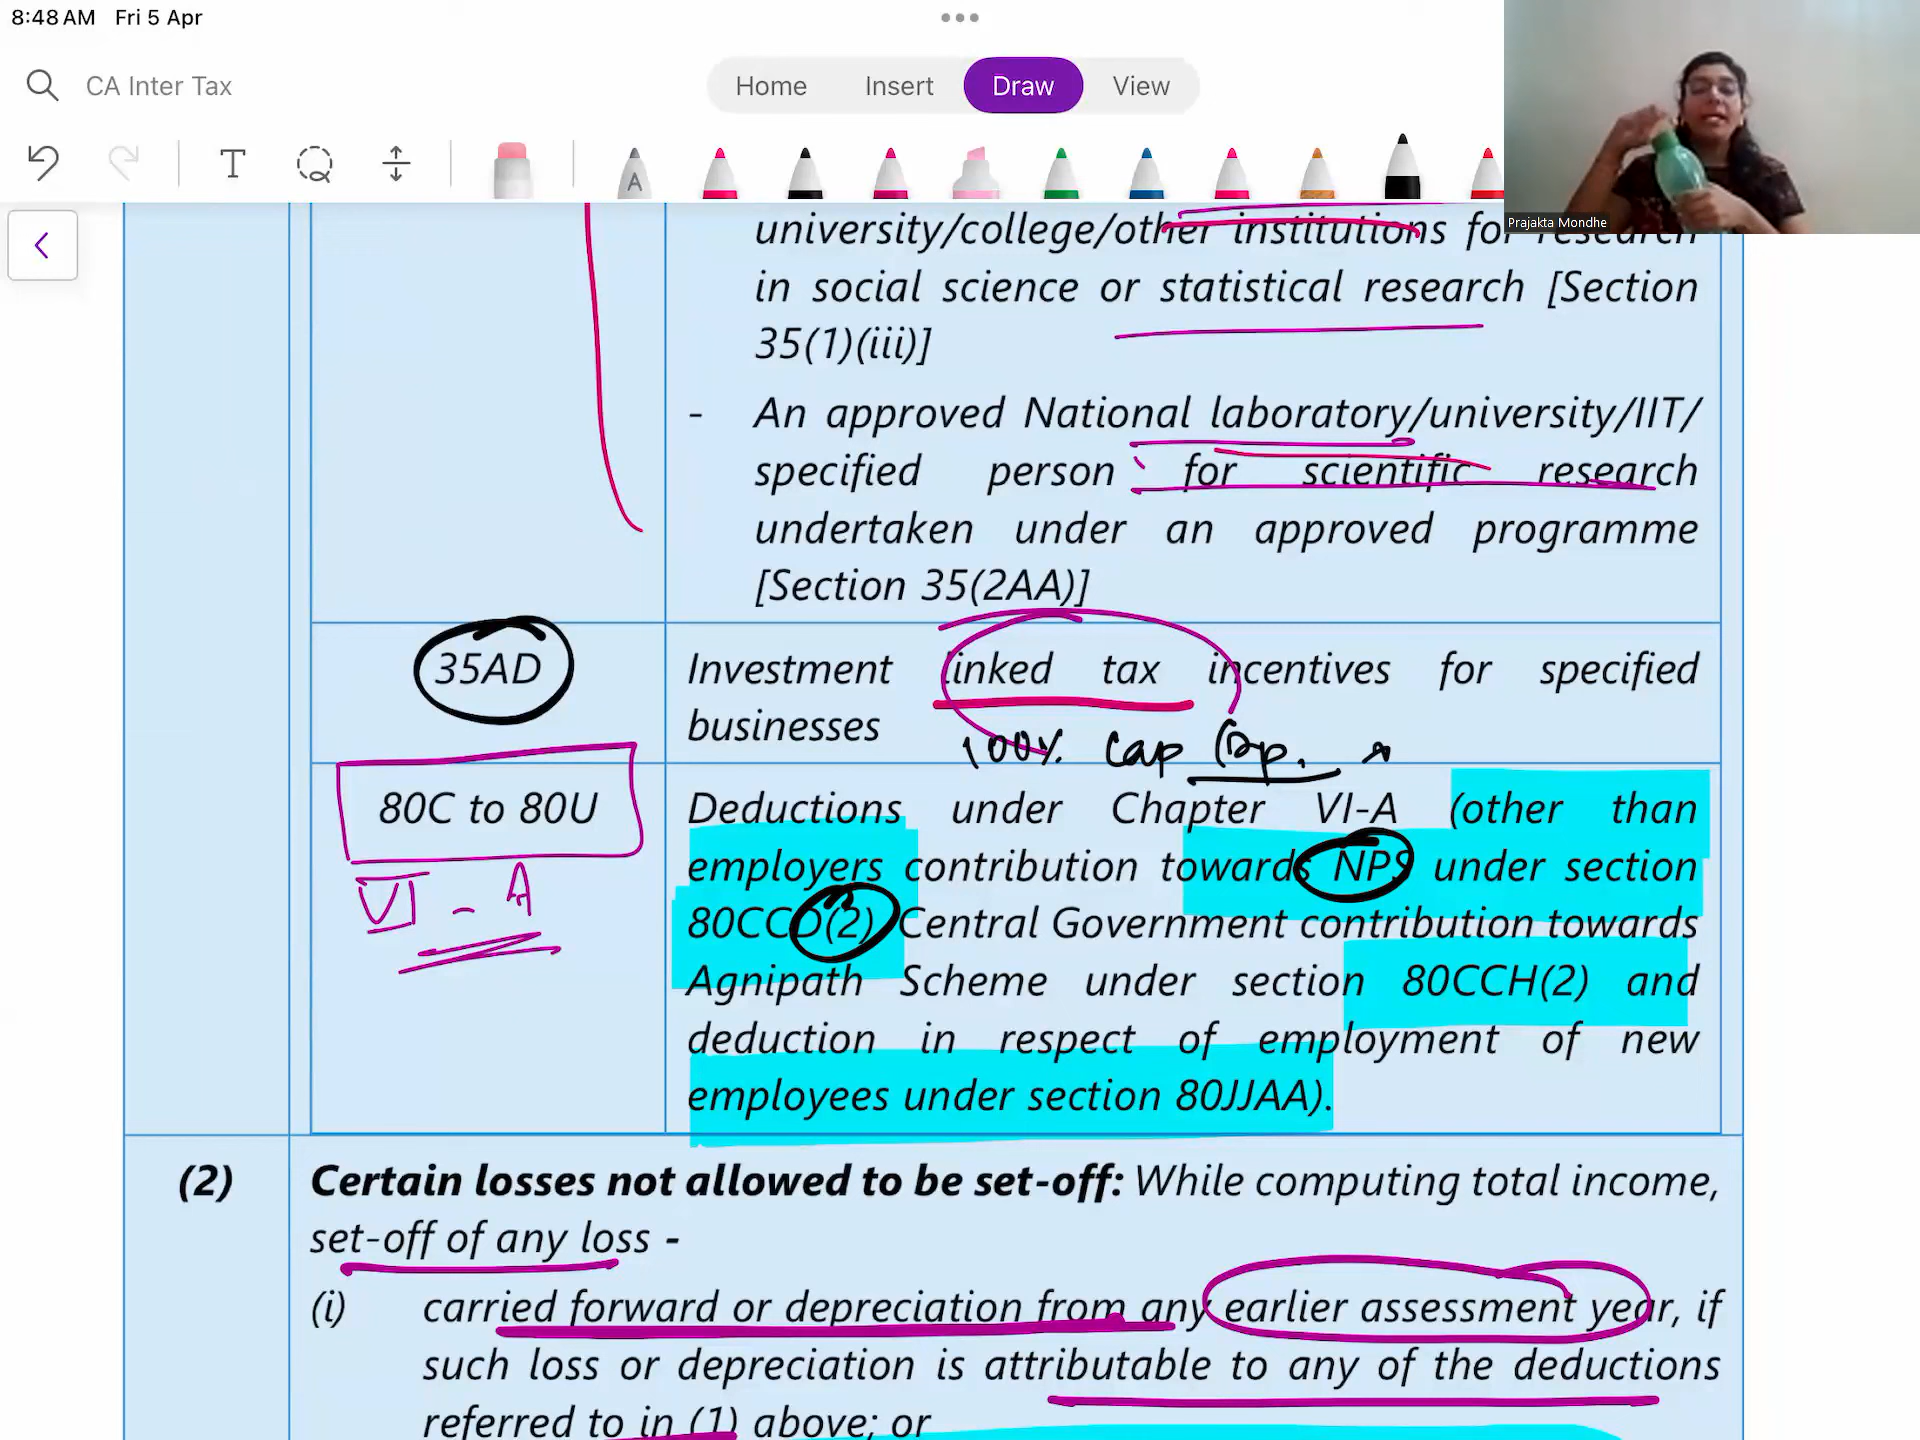 8:48 AM Fri 5 Apr
CA Inter Tax
Home Insert Draw View
A
Prajakta Mondhe
university/college/other institutions for research
in social science or statistical research [Section
35(1)(iii)]
- An approved National laboratory/university/IIT/
specified person for scientific research
undertaken under an approved programme
[Section 35(2AA)]
35AD
Investment linked tax incentives for specified
businesses
100% Cap Exp.
80C to 80U
VI - A
Deductions under Chapter VI-A (other than
employers contribution towards NPS under section
80CCD(2) Central Government contribution towards
Agnipath Scheme under section 80CCH(2) and
deduction in respect of employment of new
employees under section 80JJAA).
(2) Certain losses not allowed to be set-off: While computing total income,
set-off of any loss -
(i) carried forward or depreciation from any earlier assessment year, if
such loss or depreciation is attributable to any of the deductions
referred to in (1) above; or